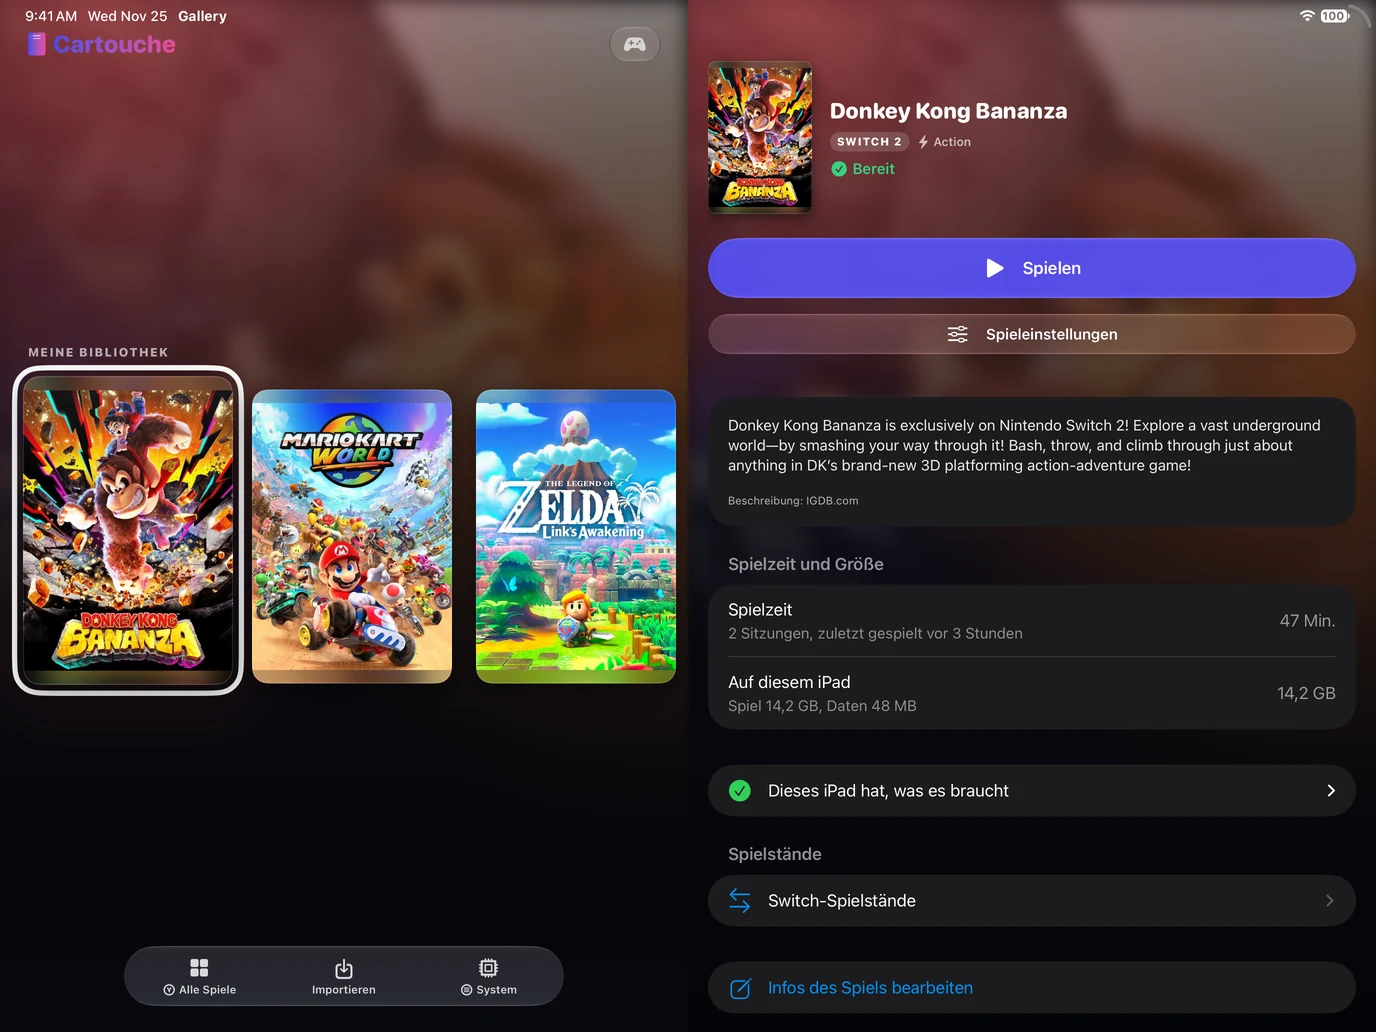 9:41 AM Wed Nov 25 Gallery
100
Cartouche
MEINE BIBLIOTHEK
DONKEY KONG
BANANZA
MARIOKART
WORLD
THE LEGEND OF
ZELDA
Link's Awakening
Alle Spiele
Importieren
System
DONKEY KONG
BANANZA
Donkey Kong Bananza
SWITCH 2 Action
Bereit
Spielen
Spieleinstellungen
Donkey Kong Bananza is exclusively on Nintendo Switch 2! Explore a vast underground
world—by smashing your way through it! Bash, throw, and climb through just about
anything in DK’s brand-new 3D platforming action-adventure game!
Beschreibung: IGDB.com
Spielzeit und Größe
Spielzeit
2 Sitzungen, zuletzt gespielt vor 3 Stunden
47 Min.
Auf diesem iPad
Spiel 14,2 GB, Daten 48 MB
14,2 GB
Dieses iPad hat, was es braucht
Spielstände
Switch-Spielstände
Infos des Spiels bearbeiten